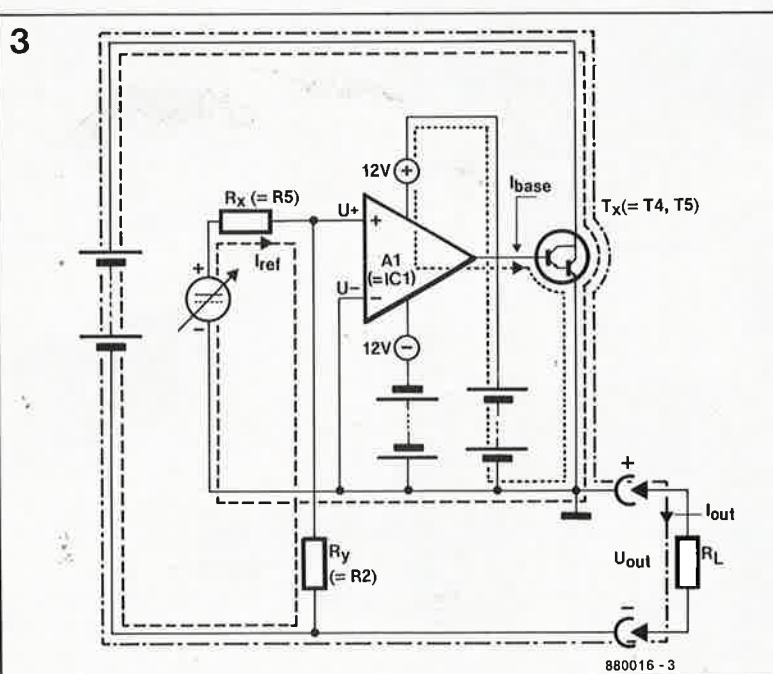 3
12V +
Rx (= R5)
Ibase
Tx(= T4, T5)
U+
+
Iref
A1
(=IC1)
+
U−
−
−
12V −
+
Iout
Ry
(= R2)
Uout
RL
−
880016 - 3